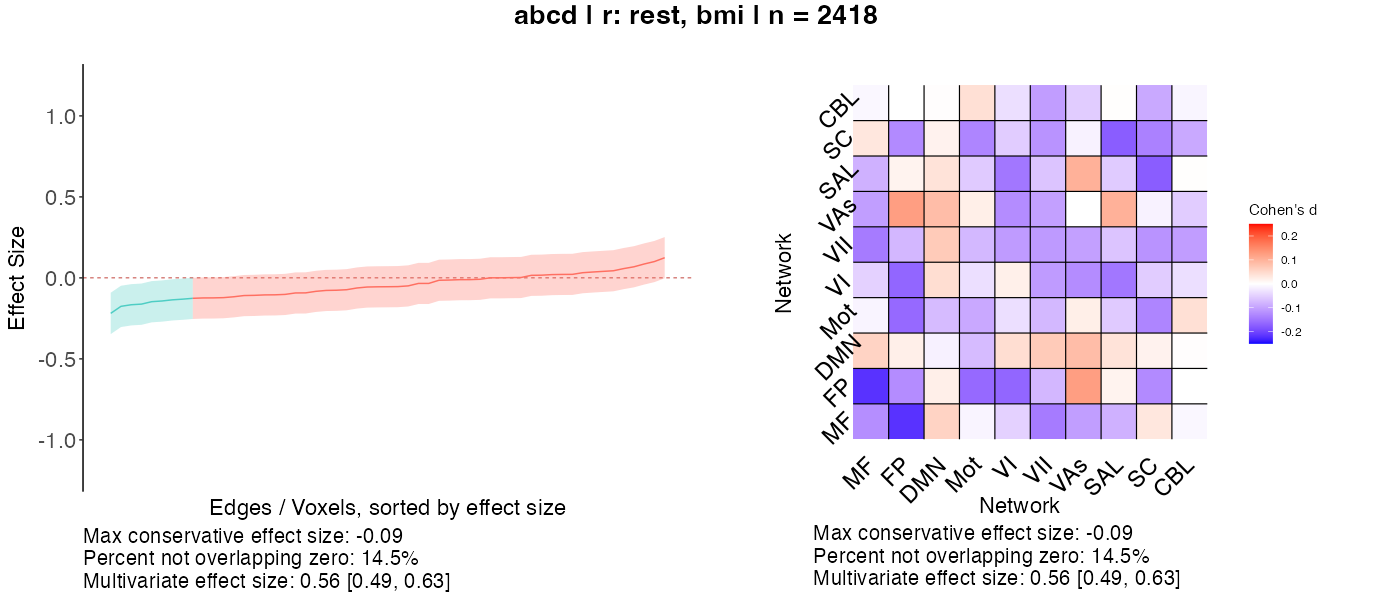 abcd | r: rest, bmi | n = 2418
Effect Size
1.0
0.5
0.0
-0.5
-1.0
Edges / Voxels, sorted by effect size
Max conservative effect size: -0.09
Percent not overlapping zero: 14.5%
Multivariate effect size: 0.56 [0.49, 0.63]
Network
CBL
SC
SAL
VAs
VII
VI
Mot
DMN
FP
MF
MF
FP
DMN
Mot
VI
VII
VAs
SAL
SC
CBL
Network
Max conservative effect size: -0.09
Percent not overlapping zero: 14.5%
Multivariate effect size: 0.56 [0.49, 0.63]
Cohen's d
0.2
0.1
0.0
-0.1
-0.2